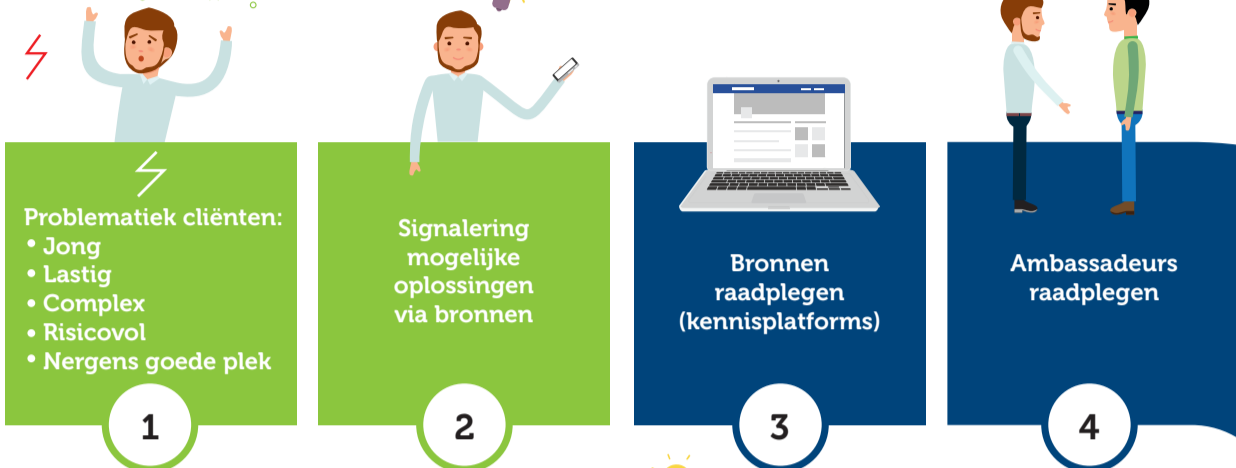 Problematiek cliënten:
• Jong
• Lastig
• Complex
• Risicovol
• Nergens goede plek
1
Signalering
mogelijke
oplossingen
via bronnen
2
Bronnen
raadplegen
(kennisplatforms)
3
Ambassadeurs
raadplegen
4